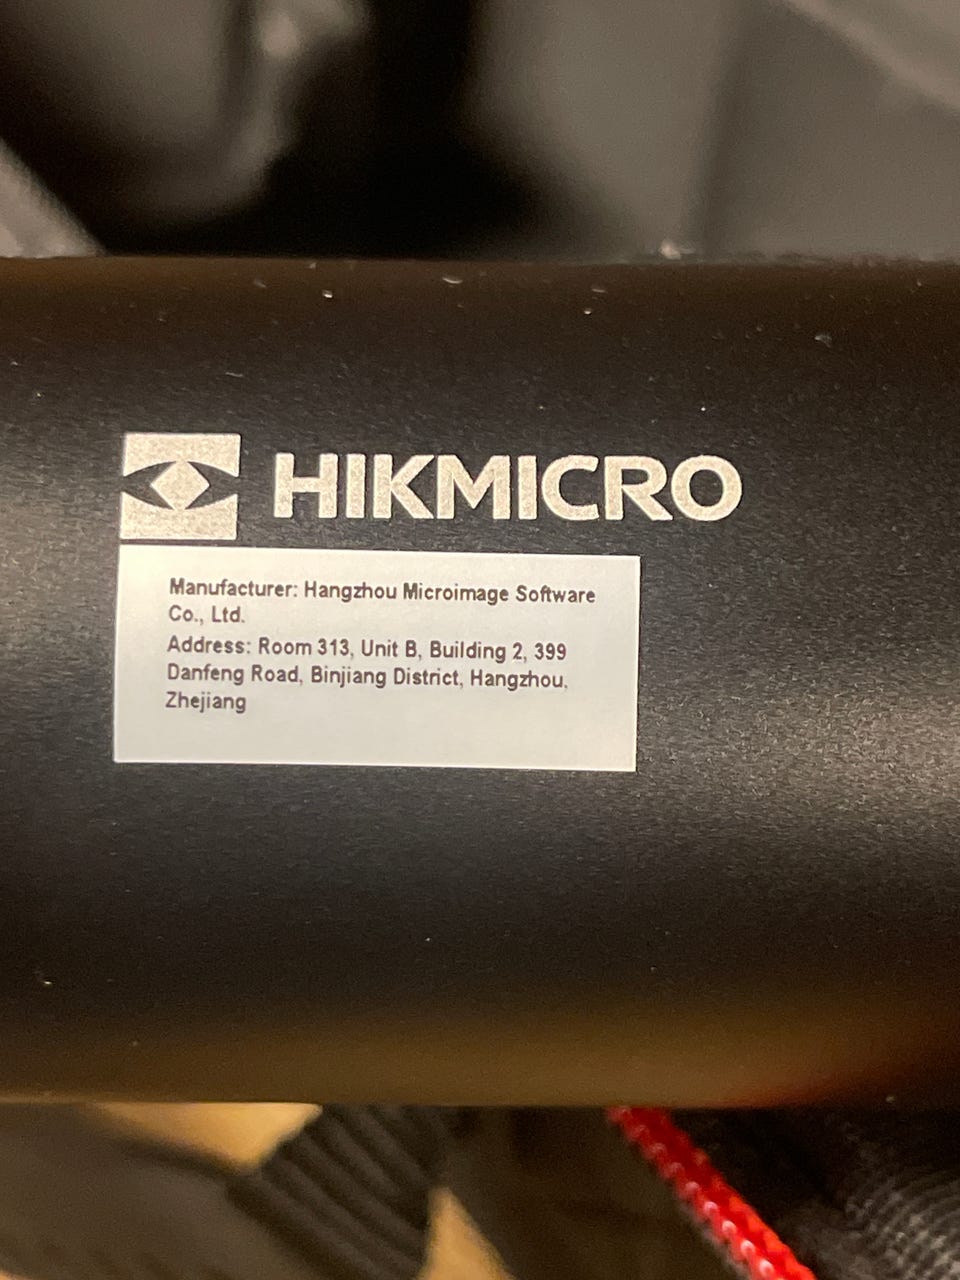 HIKMICRO
Manufacturer: Hangzhou Microimage Software
Co., Ltd.
Address: Room 313, Unit B, Building 2, 399
Danfeng Road, Binjiang District, Hangzhou,
Zhejiang